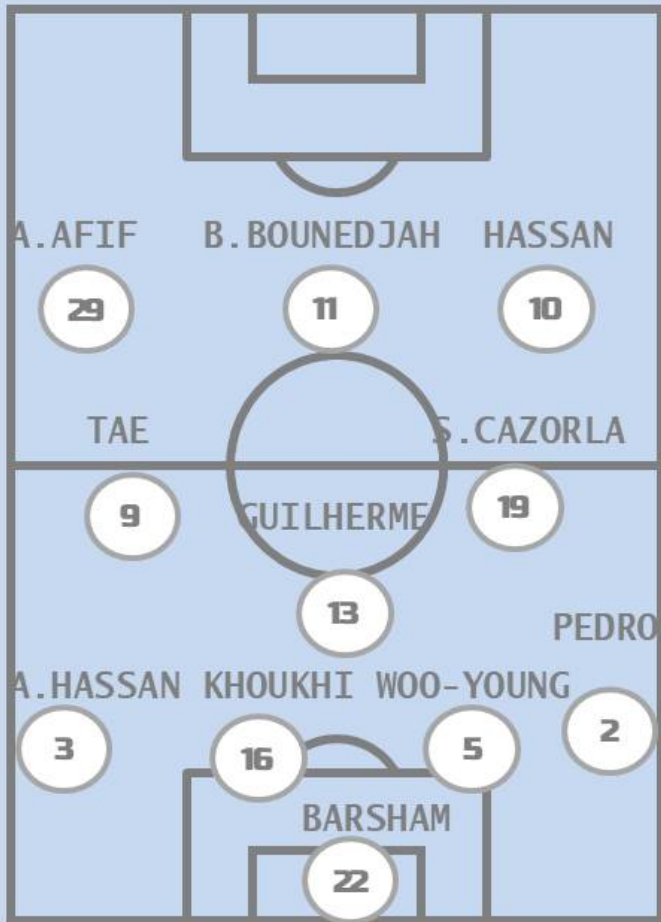 A.AFIF B.BOUNEDJAH HASSAN
29 11 10
TAE S.CAZORLA
9 19
GUILHERME
13
PEDRO
A.HASSAN KHOUKHI WOO-YOUNG
3 16 5 2
BARSHAM
22